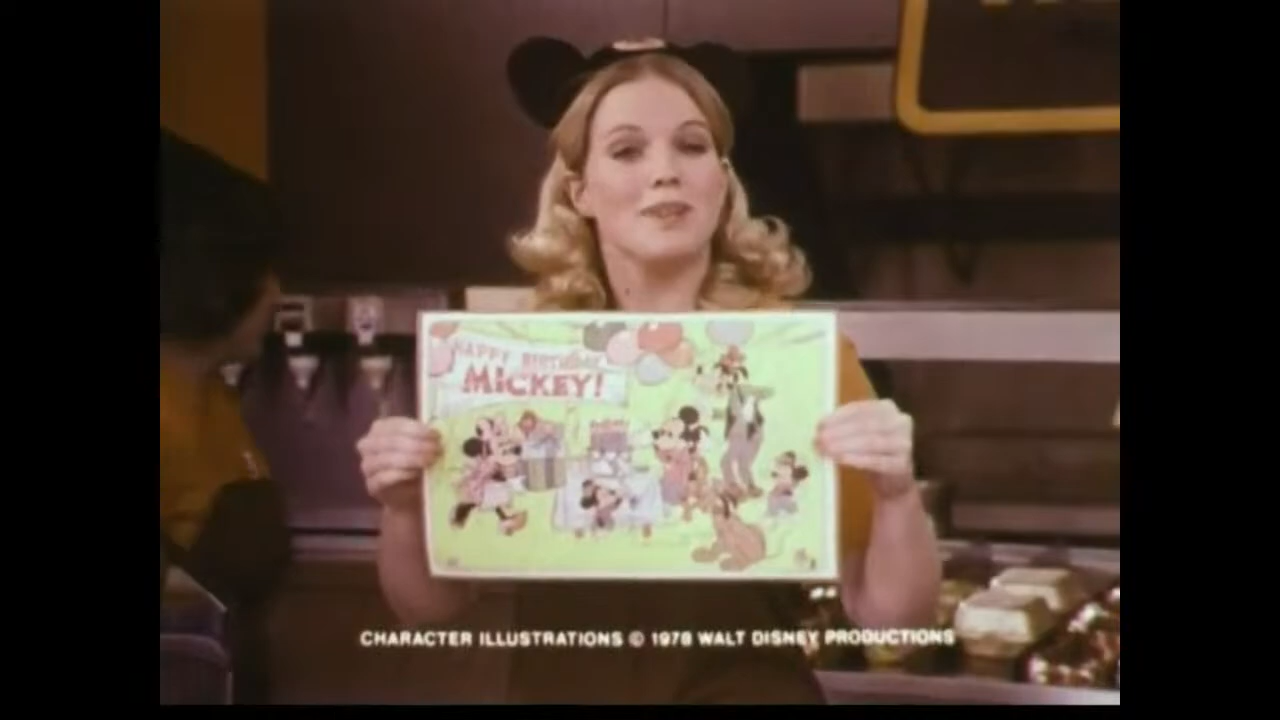 HAPPY BIRTHDAY
MICKEY!
CHARACTER ILLUSTRATIONS © 1978 WALT DISNEY PRODUCTIONS